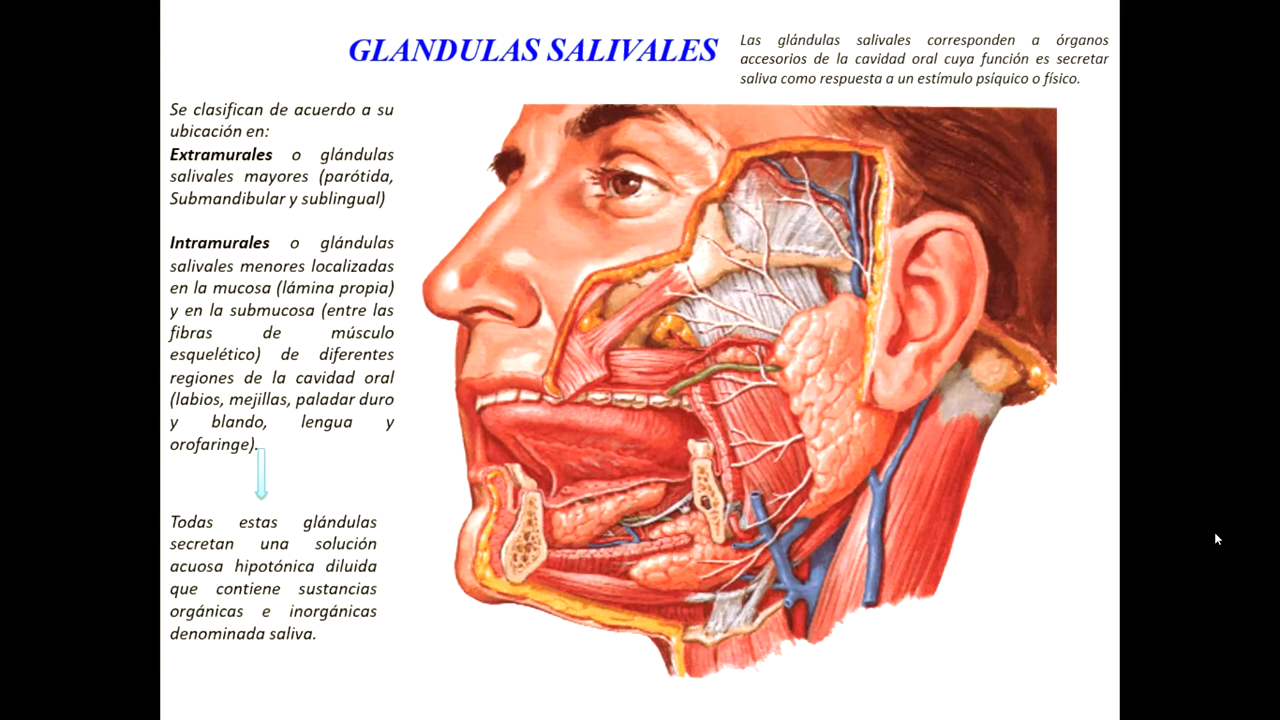 GLANDULAS SALIVALES
Las glándulas salivales corresponden a órganos
accesorios de la cavidad oral cuya función es secretar
saliva como respuesta a un estímulo psíquico o físico.
Se clasifican de acuerdo a su
ubicación en:
Extramurales o glándulas
salivales mayores (parótida,
Submandibular y sublingual)
Intramurales o glándulas
salivales menores localizadas
en la mucosa (lámina propia)
y en la submucosa (entre las
fibras de músculo
esquelético) de diferentes
regiones de la cavidad oral
(labios, mejillas, paladar duro
y blando, lengua y
orofaringe).
Todas estas glándulas
secretan una solución
acuosa hipotónica diluida
que contiene sustancias
orgánicas e inorgánicas
denominada saliva.